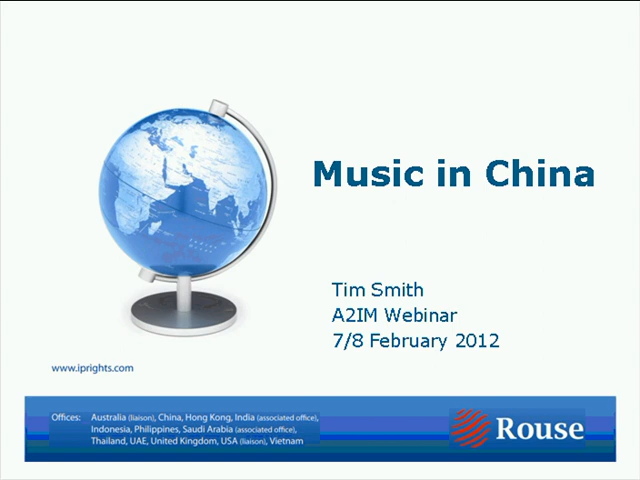 Music in China
Tim Smith
A2IM Webinar
7/8 February 2012
www.iprights.com
Offices: Australia (liaison), China, Hong Kong, India (associated office),
Indonesia, Philippines, Saudi Arabia (associated office),
Thailand, UAE, United Kingdom, USA (liaison), Vietnam
Rouse